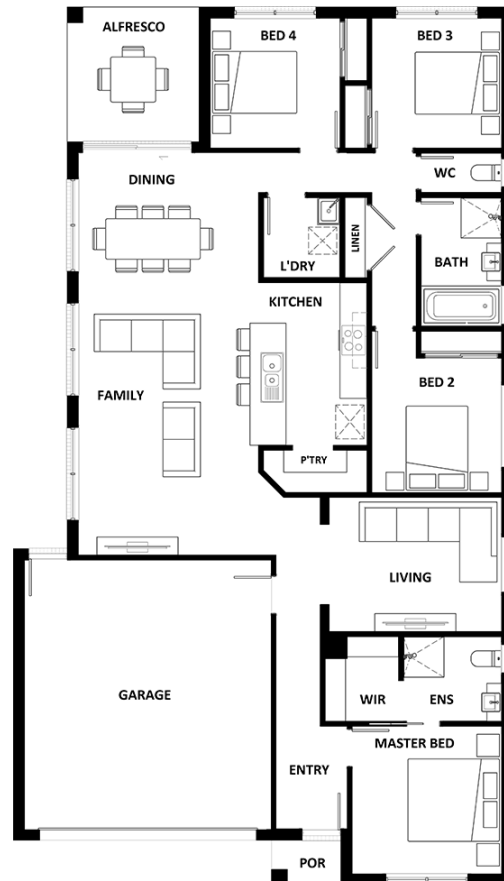 ALFRESCO
BED 4
BED 3
DINING
WC
L'DRY
LINEN
BATH
KITCHEN
FAMILY
BED 2
P'TRY
LIVING
GARAGE
WIR
ENS
MASTER BED
ENTRY
POR